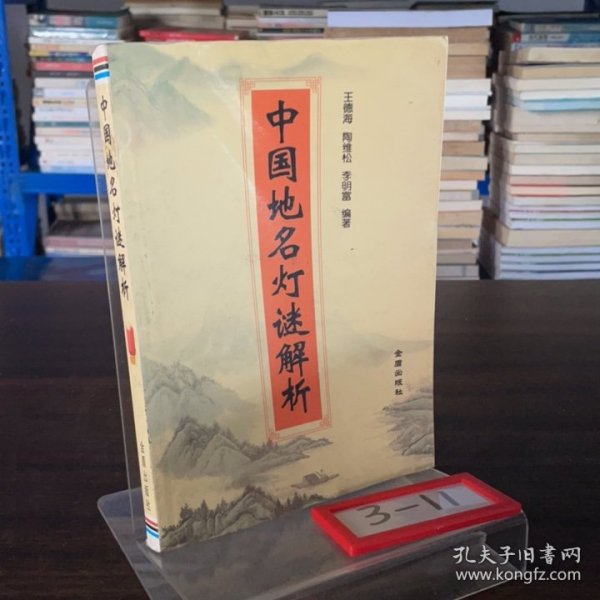 中国地名灯谜解析
王德海 陶维松 李明富 编著
金盾出版社
中国地名灯谜解析
金盾出版社
3-11
孔夫子旧书网
www.kongfz.com